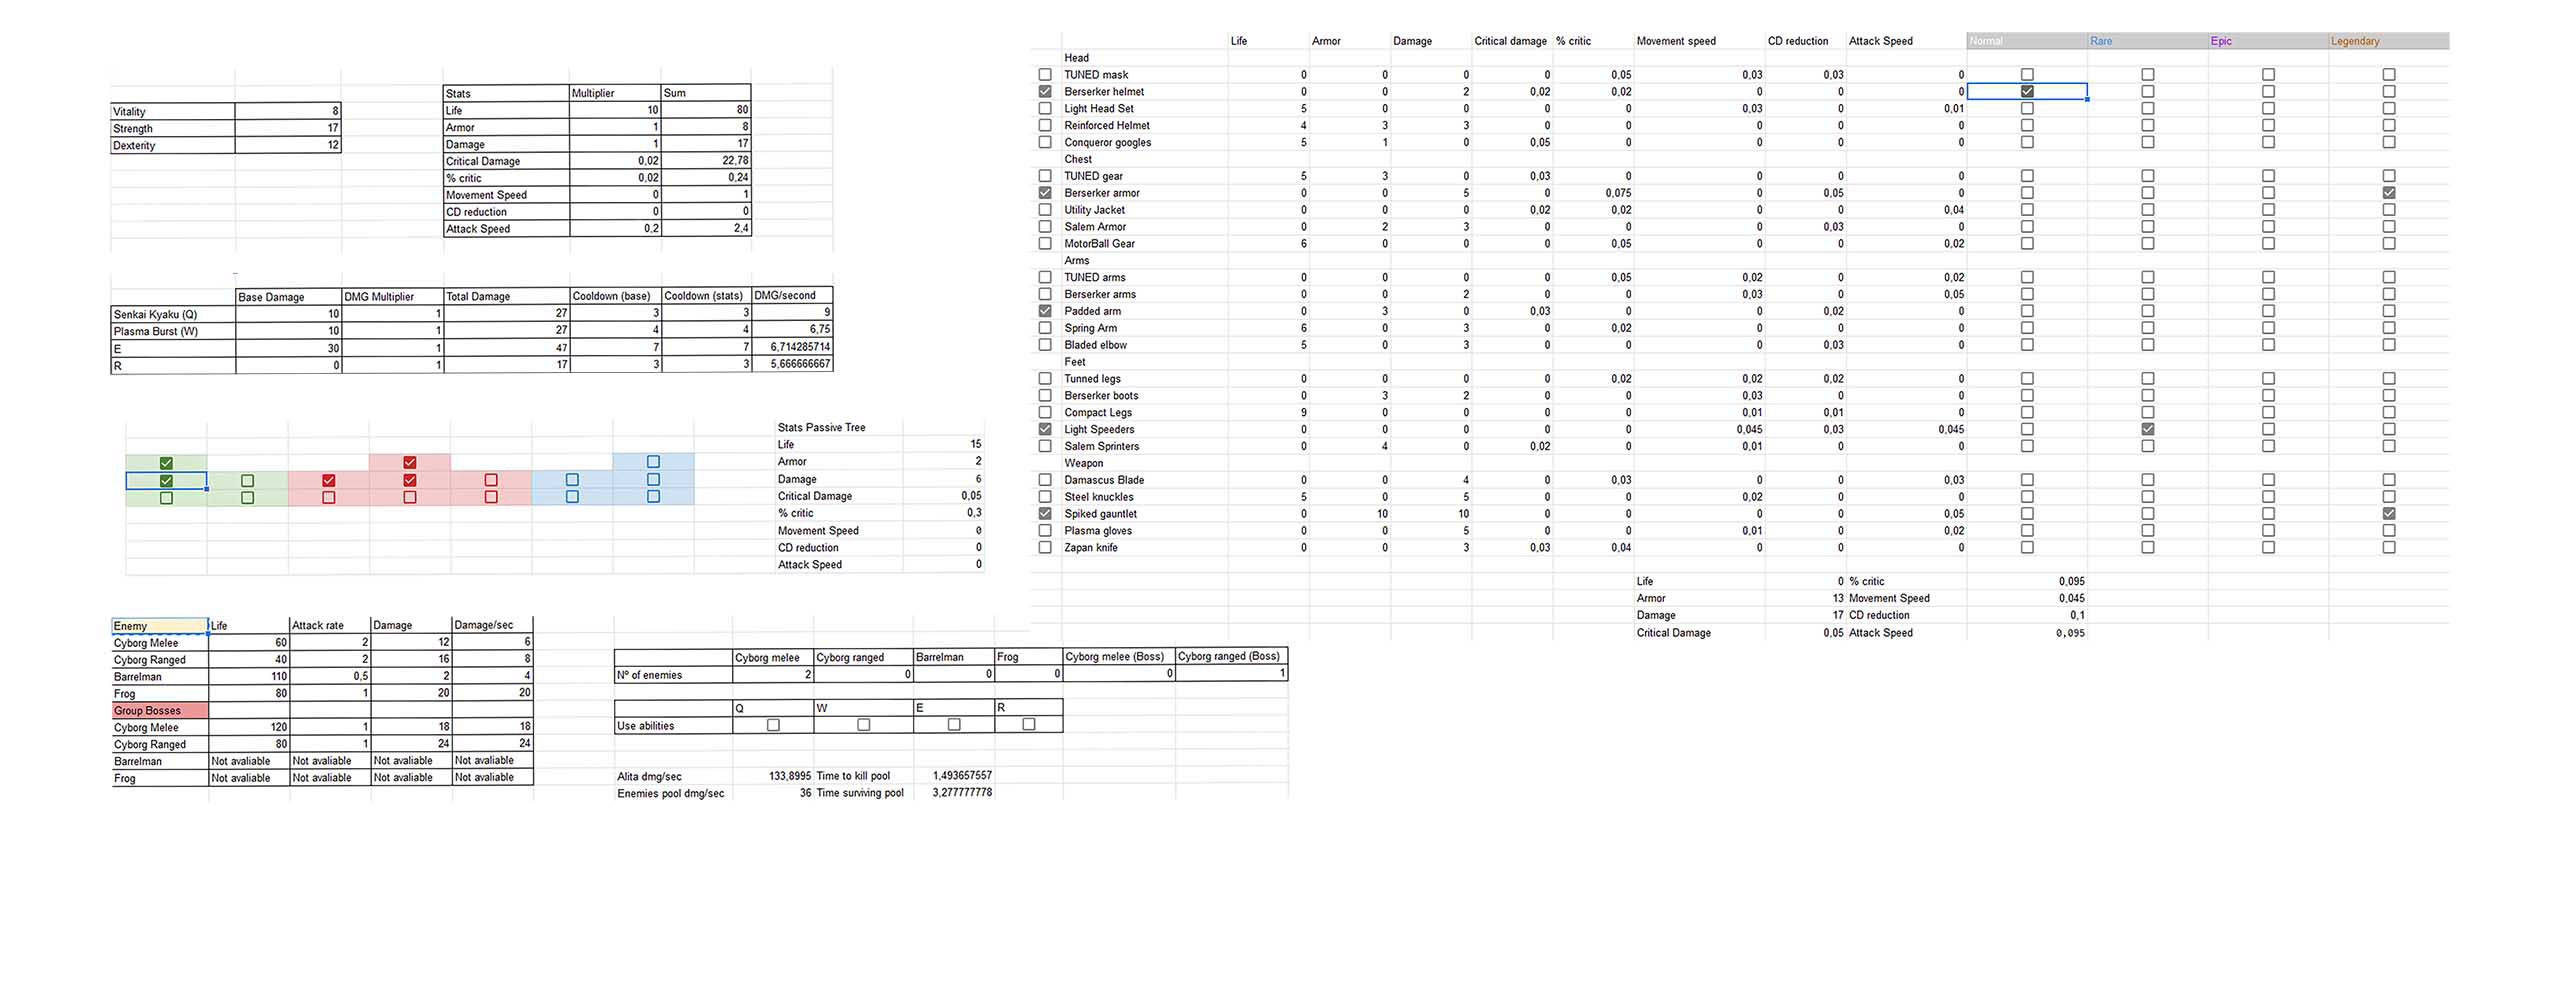 Vitality 8
Strength 17
Dexterity 12
Stats Multiplier Sum
Life 10 80
Armor 1 8
Damage 1 17
Critical Damage 0,02 22,78
% critic 0,02 0,24
Movement Speed 0 1
CD reduction 0 0
Attack Speed 0,2 2,4
Base Damage DMG Multiplier Total Damage Cooldown (base) Cooldown (stats) DMG/second
Senkai Kyaku (Q) 10 1 27 3 3 9
Plasma Burst (W) 10 1 27 4 4 6,75
E 30 1 47 7 7 6,714285714
R 0 1 17 3 3 5,666666667
Stats Passive Tree
Life 15
Armor 2
Damage 6
Critical Damage 0,05
% critic 0,3
Movement Speed 0
CD reduction 0
Attack Speed 0
Enemy Life Attack rate Damage Damage/sec
Cyborg Melee 60 2 12 6
Cyborg Ranged 40 2 16 8
Barrelman 110 0,5 2 4
Frog 80 1 20 20
Group Bosses
Cyborg Melee 120 1 18 18
Cyborg Ranged 80 1 24 24
Barrelman Not avaliable Not avaliable Not avaliable Not avaliable
Frog Not avaliable Not avaliable Not avaliable Not avaliable
Cyborg melee Cyborg ranged Barrelman Frog Cyborg melee (Boss) Cyborg ranged (Boss)
Nº of enemies 2 0 0 0 0 1
Q W E R
Use abilities
Alita dmg/sec 133,8995 Time to kill pool 1,493657557
Enemies pool dmg/sec 36 Time surviving pool 3,277777778
Life Armor Damage Critical damage % critic Movement speed CD reduction Attack Speed Normal Rare Epic Legendary
Head
TUNED mask 0 0 0 0 0,05 0,03 0,03 0
Berserker helmet 0 0 2 0,02 0,02 0 0 0
Light Head Set 5 0 0 0 0 0,03 0 0,01
Reinforced Helmet 4 3 3 0 0 0 0 0
Conqueror googles 5 1 0 0,05 0 0 0 0
Chest
TUNED gear 5 3 0 0,03 0 0 0 0
Berserker armor 0 0 5 0 0,075 0 0,05 0
Utility Jacket 0 0 0 0,02 0,02 0 0 0,04
Salem Armor 0 2 3 0 0 0 0,03 0
MotorBall Gear 6 0 0 0 0,05 0 0 0,02
Arms
TUNED arms 0 0 0 0 0,05 0,02 0 0,02
Berserker arms 0 0 2 0 0 0,03 0 0,05
Padded arm 0 3 0 0,03 0 0 0,02 0
Spring Arm 6 0 3 0 0,02 0 0 0
Bladed elbow 5 0 3 0 0 0 0,03 0
Feet
Tunned legs 0 0 0 0 0,02 0,02 0,02 0
Berserker boots 0 3 2 0 0 0,03 0 0
Compact Legs 9 0 0 0 0 0,01 0,01 0
Light Speeders 0 0 0 0 0 0,045 0,03 0,045
Salem Sprinters 0 4 0 0,02 0 0,01 0 0
Weapon
Damascus Blade 0 0 4 0 0,03 0 0 0,03
Steel knuckles 5 0 5 0 0 0,02 0 0
Spiked gauntlet 0 10 10 0 0 0 0 0,05
Plasma gloves 0 0 5 0 0 0,01 0 0,02
Zapan knife 0 0 3 0,03 0,04 0 0 0
Life 0 % critic 0,095
Armor 13 Movement Speed 0,045
Damage 17 CD reduction 0,1
Critical Damage 0,05 Attack Speed 0,095